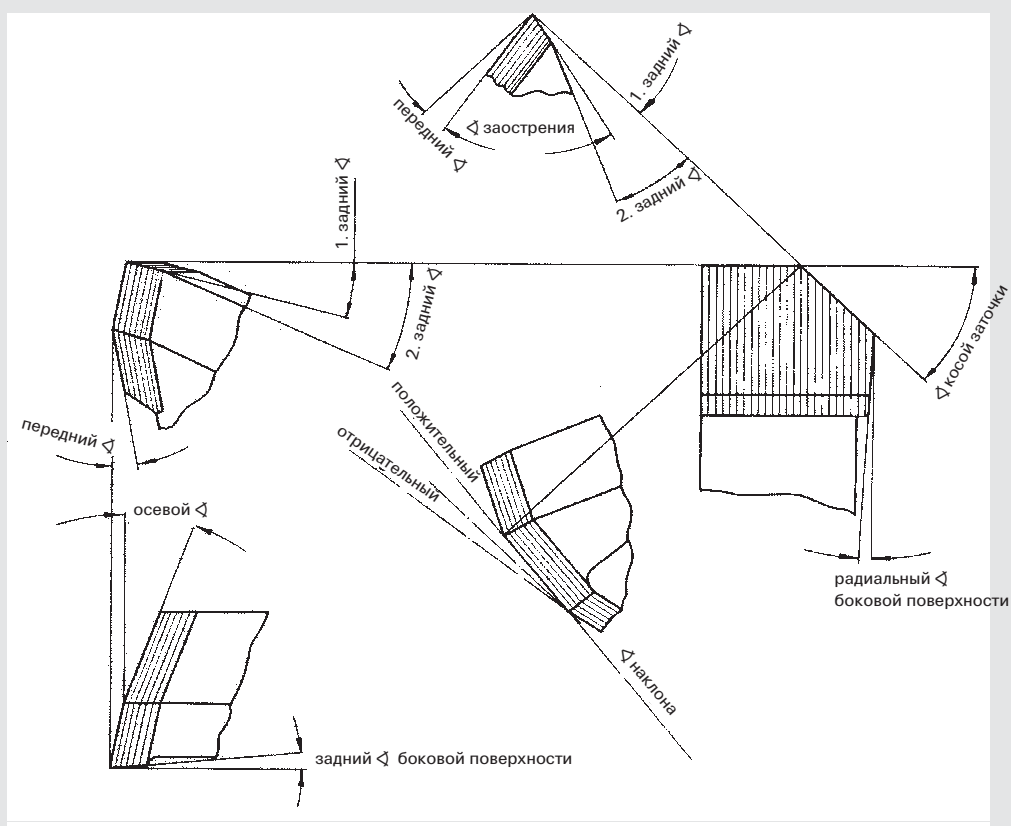 1. задний ∢
передний ∢
∢ заострения
2. задний ∢
1. задний ∢
2. задний ∢
∢ косой заточки
положительный
отрицательный
передний ∢
осевой ∢
радиальный ∢
боковой поверхности
∢ наклона
задний ∢ боковой поверхности